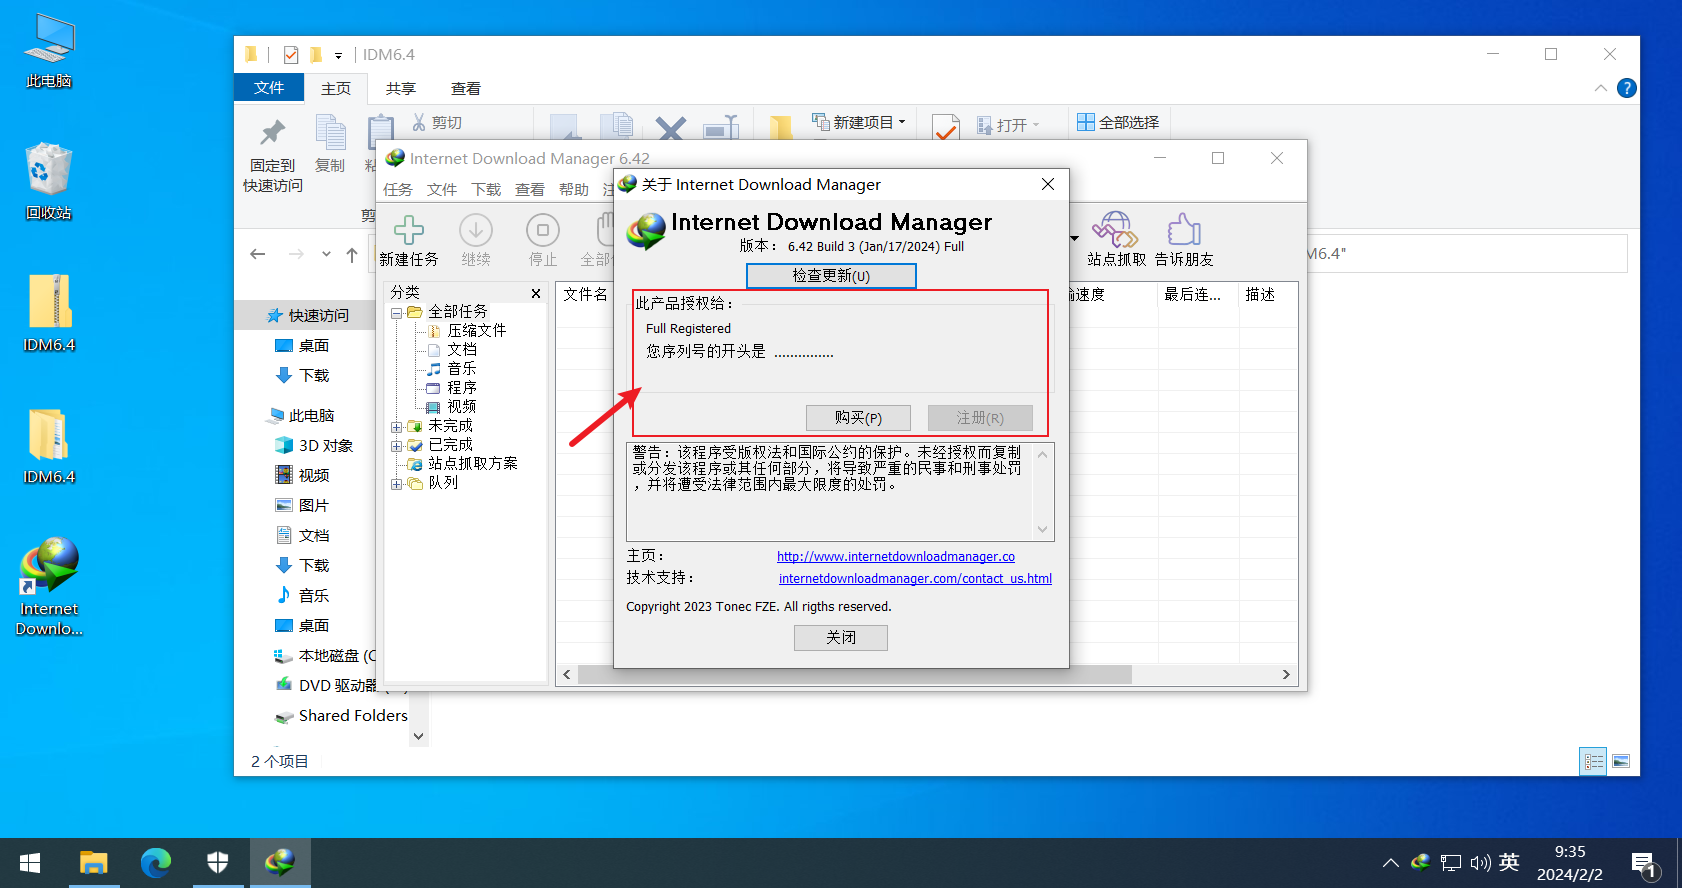 此电脑
回收站
IDM6.4
IDM6.4
Internet
Downlo...
IDM6.4
文件
主页
共享
查看
固定到
快速访问
复制
粘
剪切
新建项目
打开
全部选择
剪
M6.4"
快速访问
桌面
下载
此电脑
3D 对象
视频
图片
文档
下载
音乐
桌面
本地磁盘 (C
DVD 驱动器 (
Shared Folders
2 个项目
Internet Download Manager 6.42
任务
文件
下载
查看
帮助
注
新建任务
继续
停止
全部
站点抓取
告诉朋友
分类
全部任务
压缩文件
文档
音乐
程序
视频
未完成
已完成
站点抓取方案
队列
文件名
速度
最后连...
描述
关于 Internet Download Manager
Internet Download Manager
版本： 6.42 Build 3 (Jan/17/2024) Full
检查更新(U)
此产品授权给：
Full Registered
您序列号的开头是 ..............
购买(P)
注册(R)
警告：该程序受版权法和国际公约的保护。未经授权而复制
或分发该程序或其任何部分，将导致严重的民事和刑事处罚
，并将遭受法律范围内最大限度的处罚。
主页： http://www.internetdownloadmanager.co
技术支持： internetdownloadmanager.com/contact_us.html
Copyright 2023 Tonec FZE. All rigths reserved.
关闭
英
9:35
2024/2/2
1